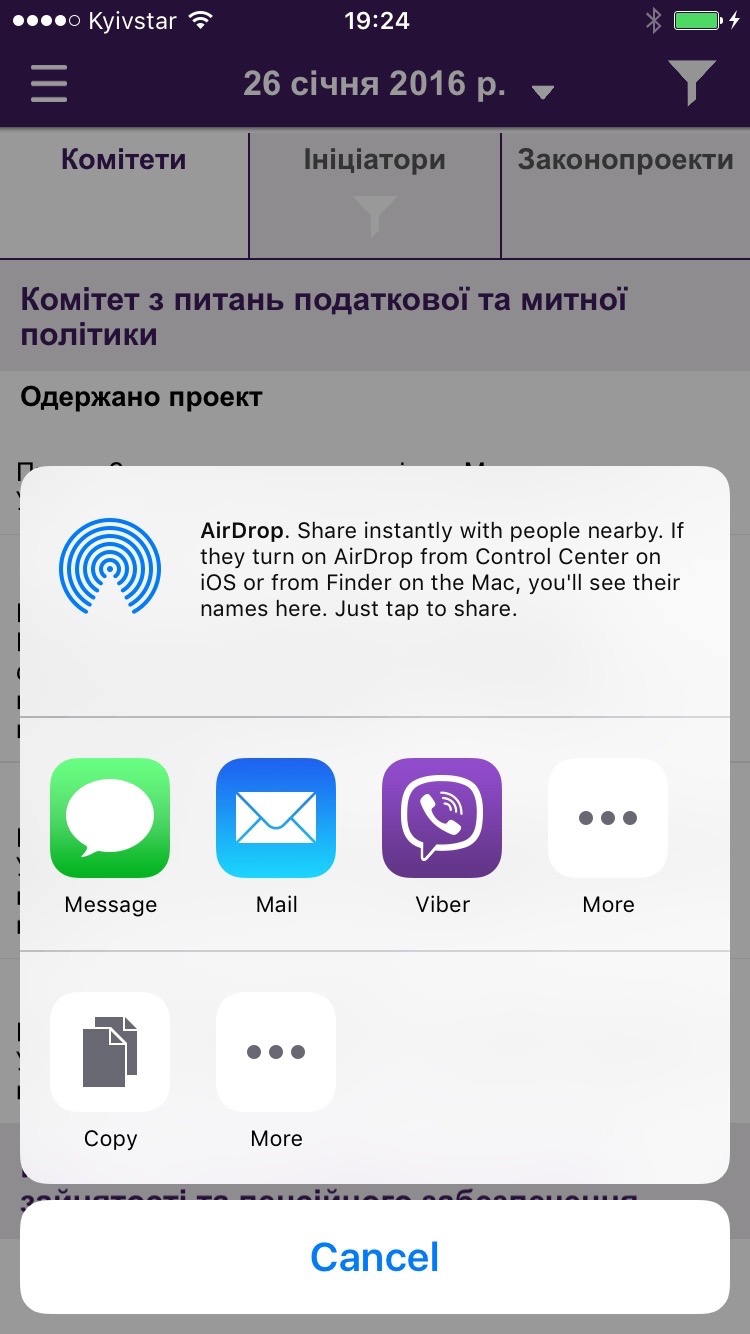 Kyivstar 19:24
26 січня 2016 р.
Комітети Ініціатори Законопроекти
Комітет з питань податкової та митної
політики
Одержано проект
AirDrop. Share instantly with people nearby. If
they turn on AirDrop from Control Center on
iOS or from Finder on the Mac, you'll see their
names here. Just tap to share.
Message Mail Viber More
Copy More
зайнятості та пенсійного забезпечення
Cancel